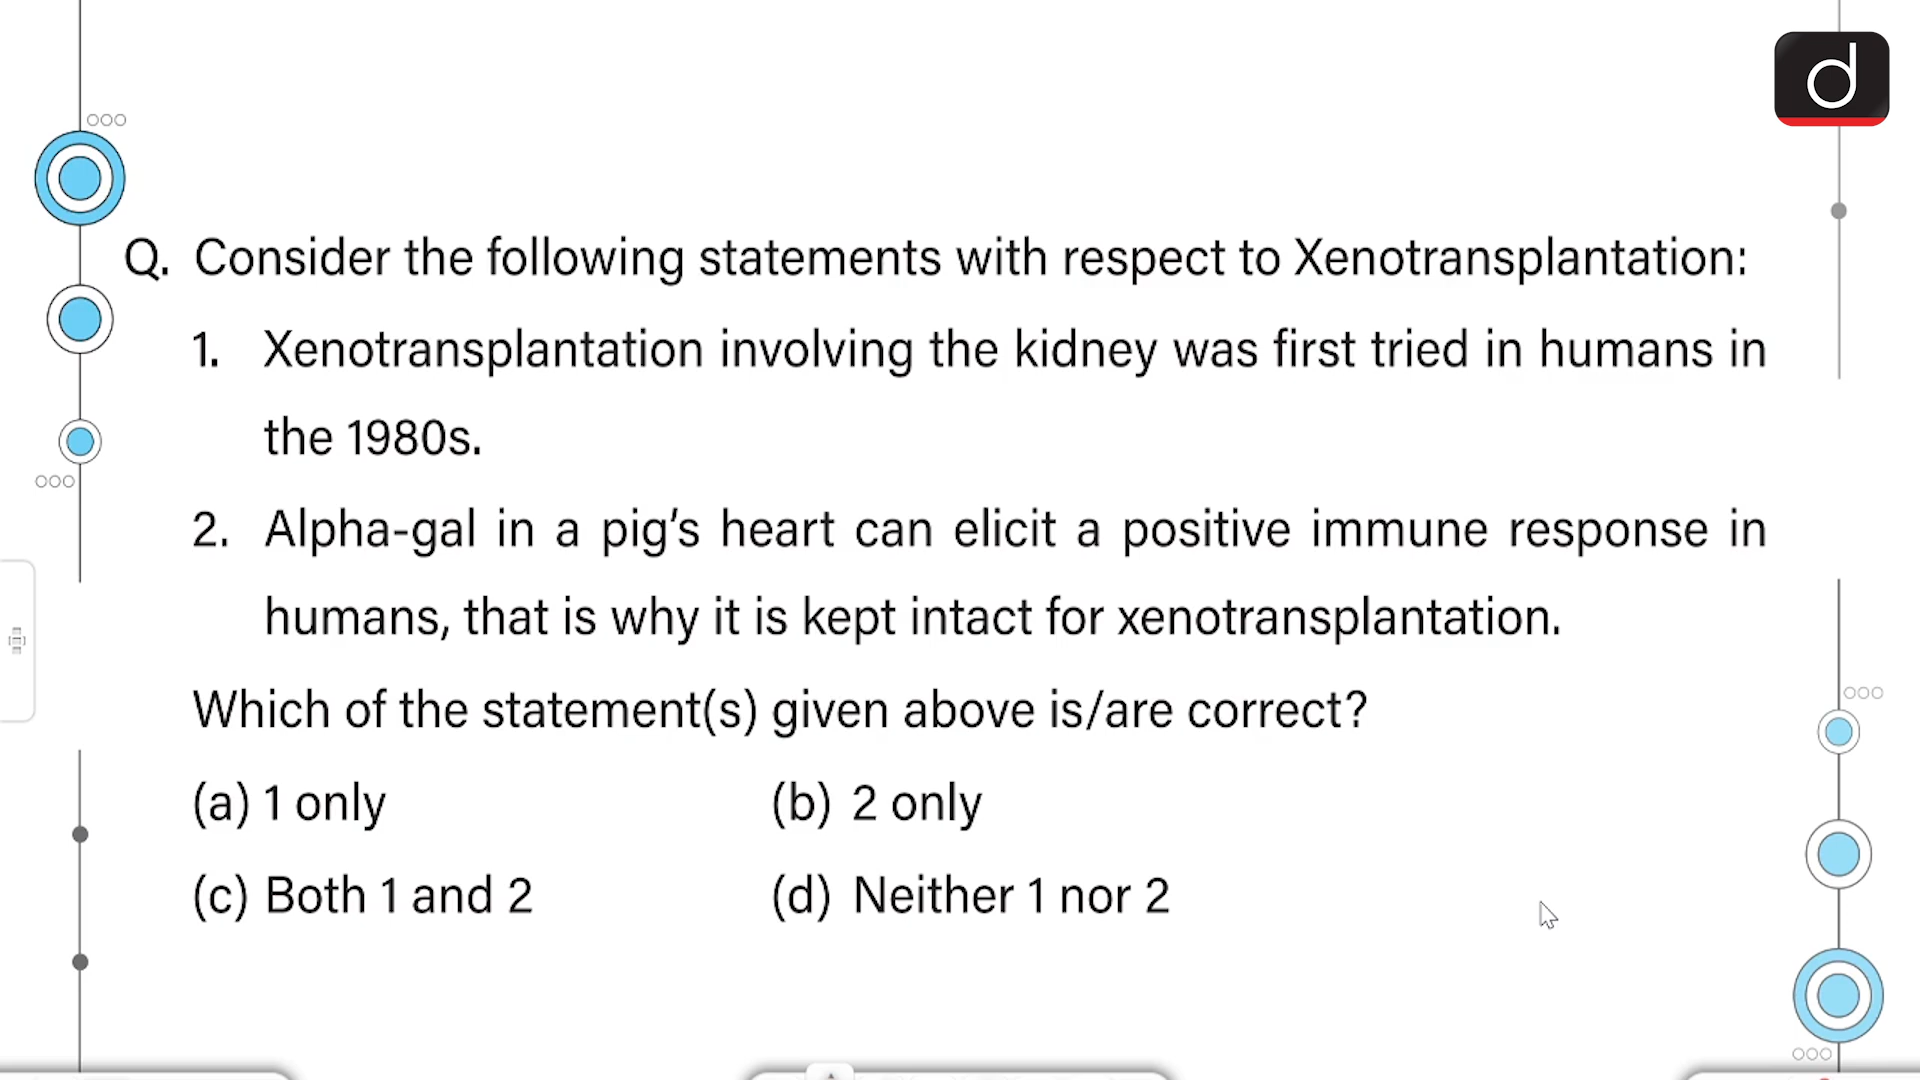 d
Q. Consider the following statements with respect to Xenotransplantation:
1. Xenotransplantation involving the kidney was first tried in humans in
the 1980s.
2. Alpha-gal in a pig’s heart can elicit a positive immune response in
humans, that is why it is kept intact for xenotransplantation.
Which of the statement(s) given above is/are correct?
(a) 1 only (b) 2 only
(c) Both 1 and 2 (d) Neither 1 nor 2